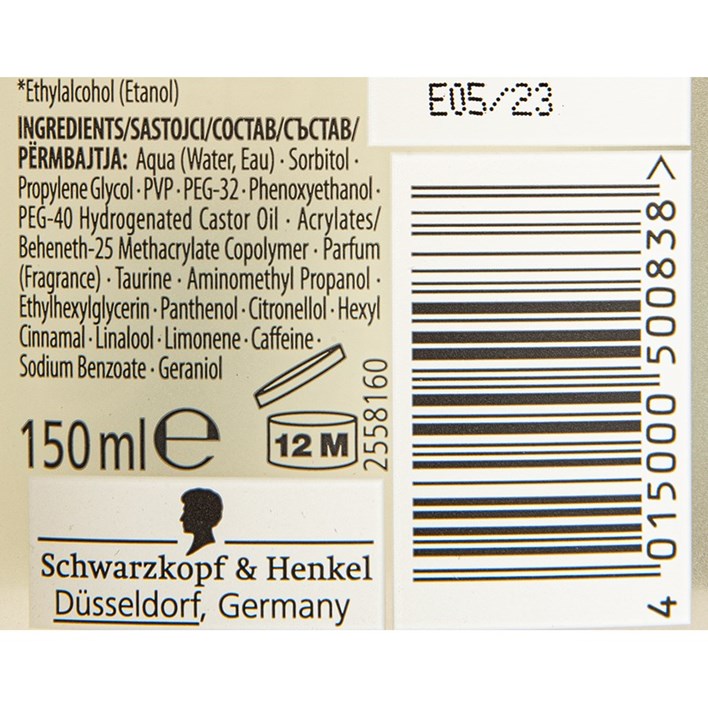 *Ethylalcohol (Etanol)
INGREDIENTS/SASTOJCI/СОСТАВ/СЪСТАВ/
PËRMBAJTJA: Aqua (Water, Eau) · Sorbitol ·
Propylene Glycol · PVP · PEG-32 · Phenoxyethanol ·
PEG-40 Hydrogenated Castor Oil · Acrylates/
Beheneth-25 Methacrylate Copolymer · Parfum
(Fragrance) · Taurine · Aminomethyl Propanol ·
Ethylhexylglycerin · Panthenol · Citronellol · Hexyl
Cinnamal · Linalool · Limonene · Caffeine ·
Sodium Benzoate · Geraniol
150 ml ℮
12 M
2558160
Schwarzkopf & Henkel
Düsseldorf, Germany
E05/23
4 015000 500838 >